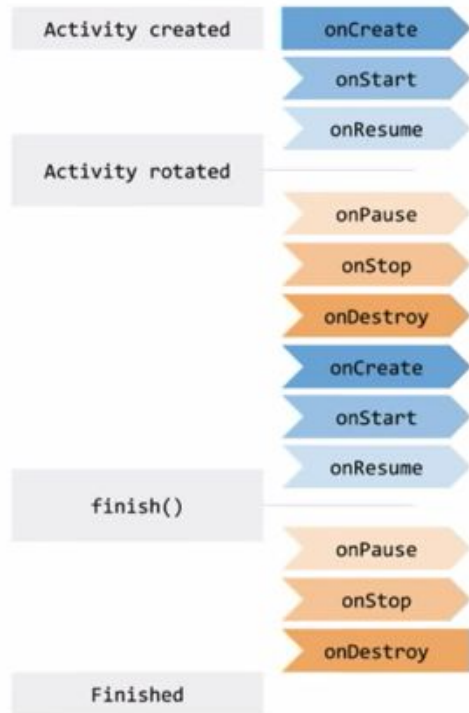 Activity created
onCreate
onStart
onResume
Activity rotated
onPause
onStop
onDestroy
onCreate
onStart
onResume
finish()
onPause
onStop
onDestroy
Finished